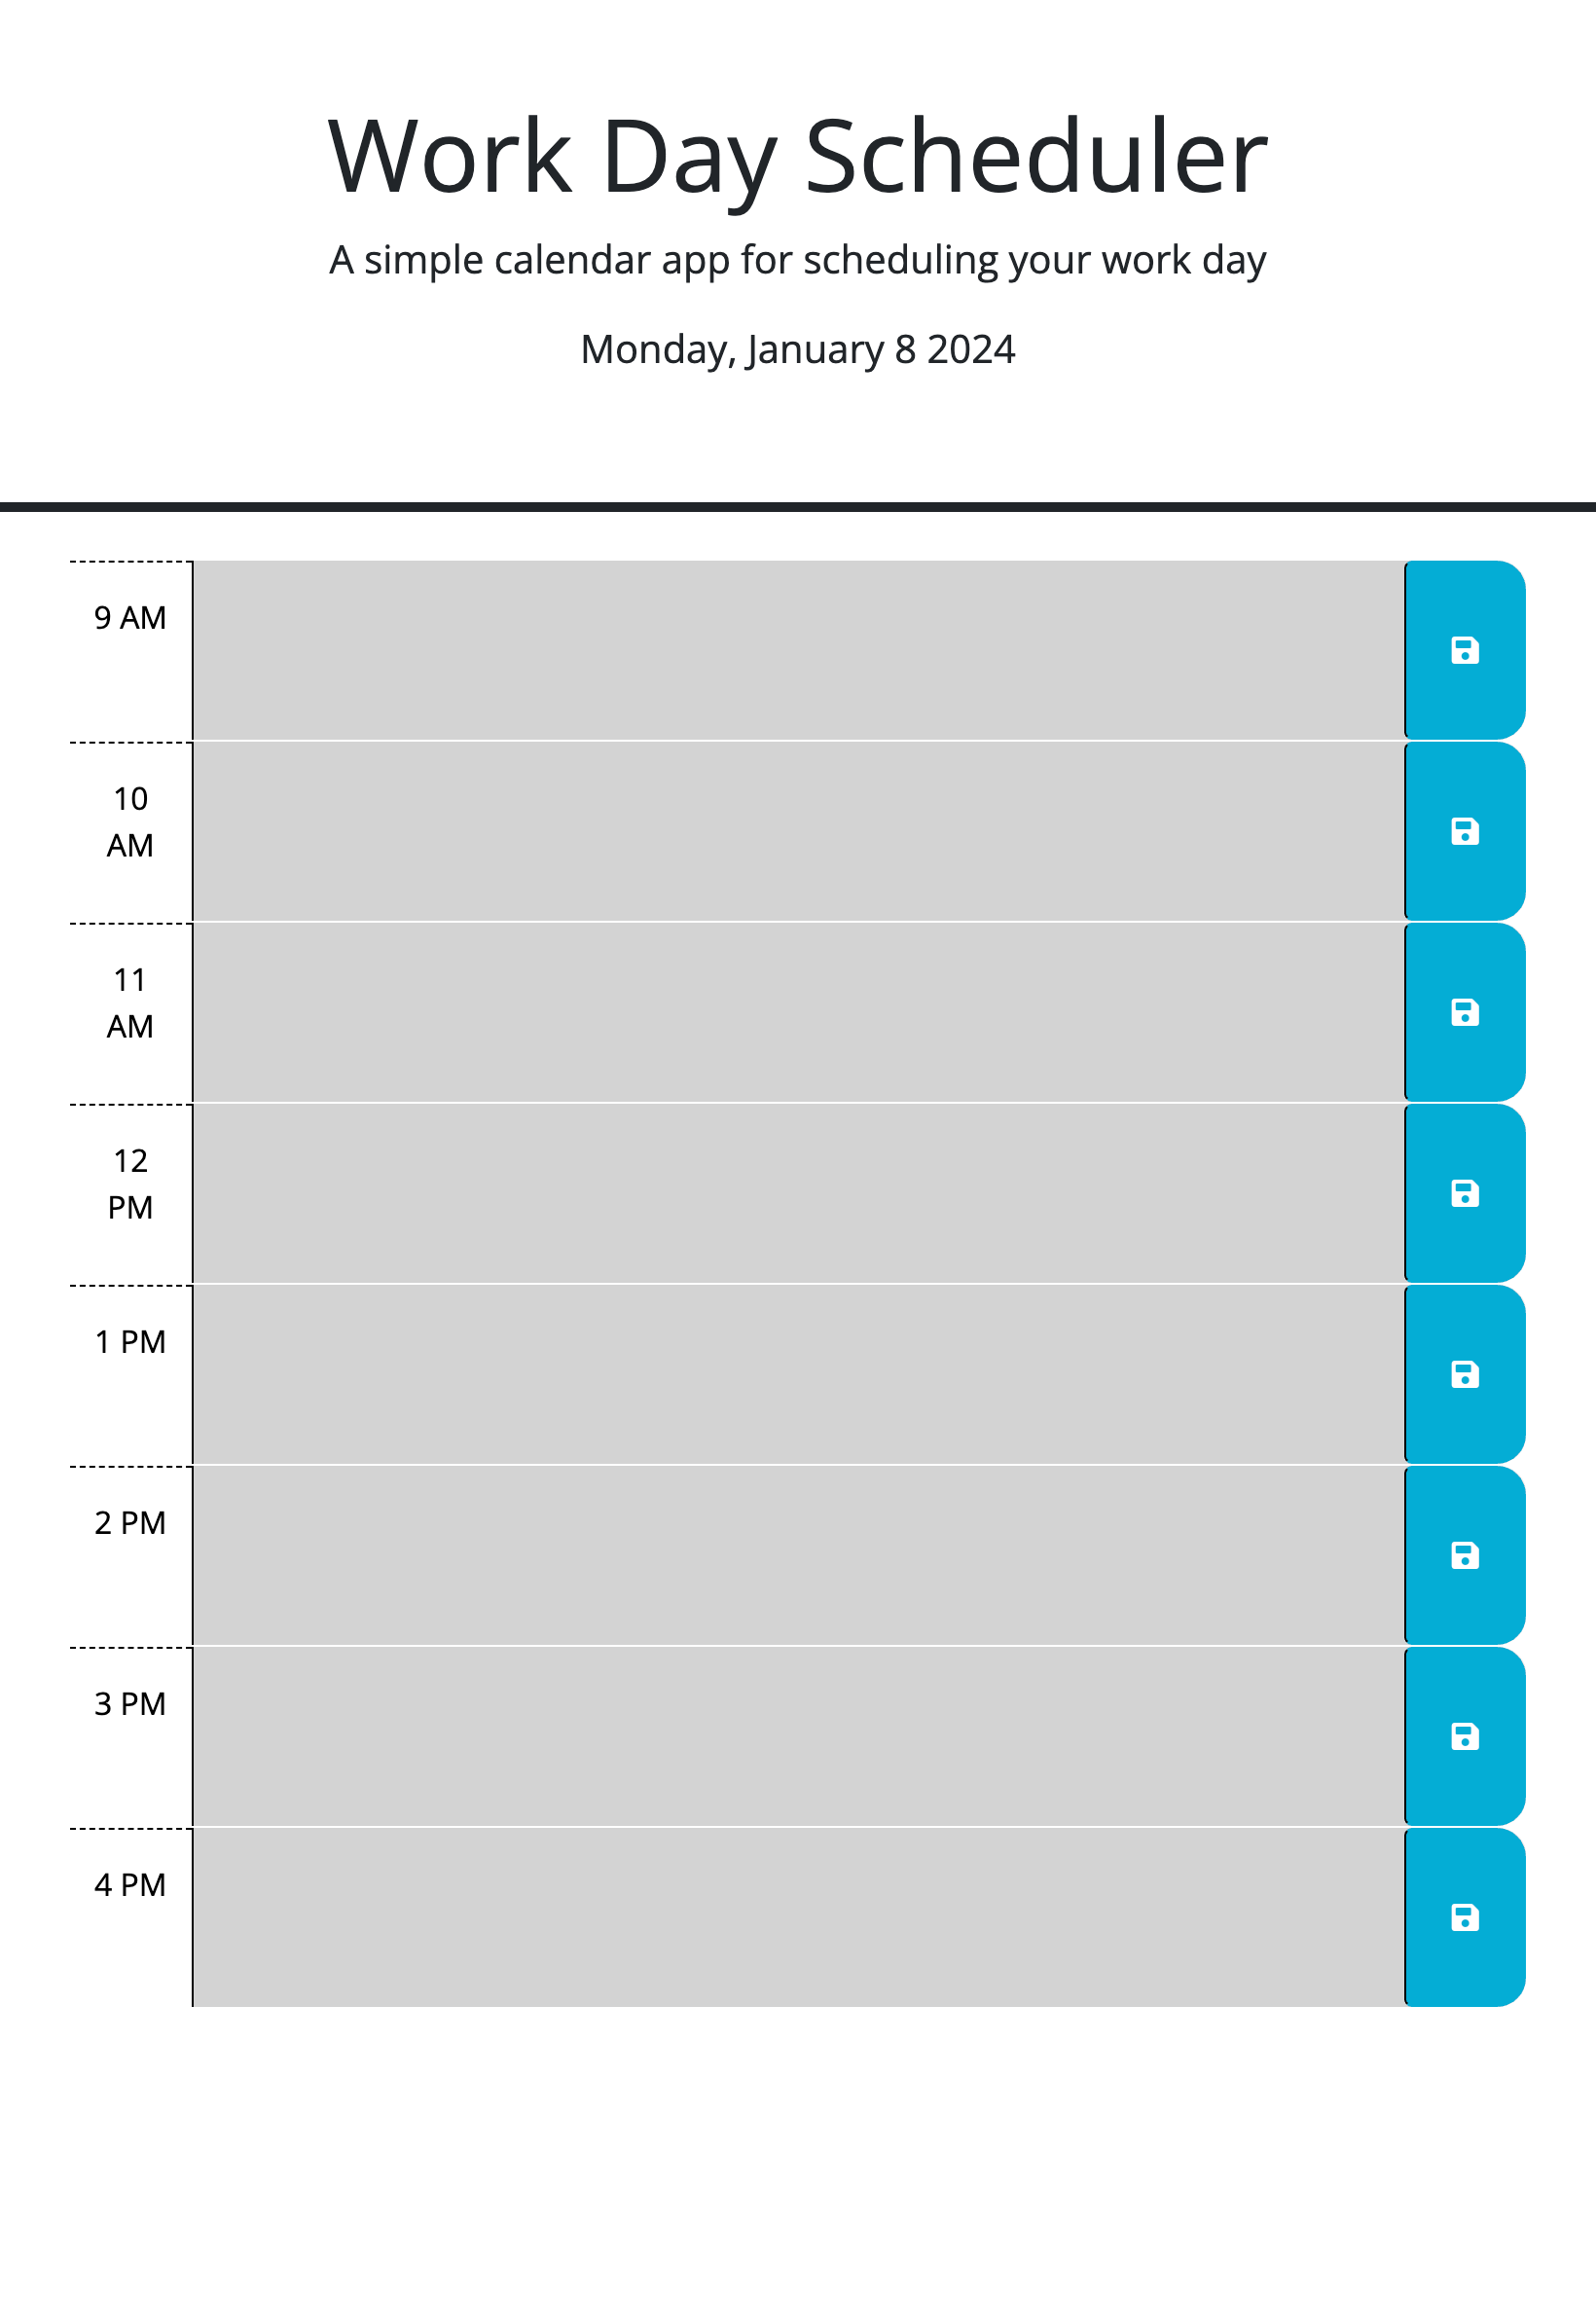 Work Day Scheduler
A simple calendar app for scheduling your work day
Monday, January 8 2024
9 AM
10
AM
11
AM
12
PM
1 PM
2 PM
3 PM
4 PM